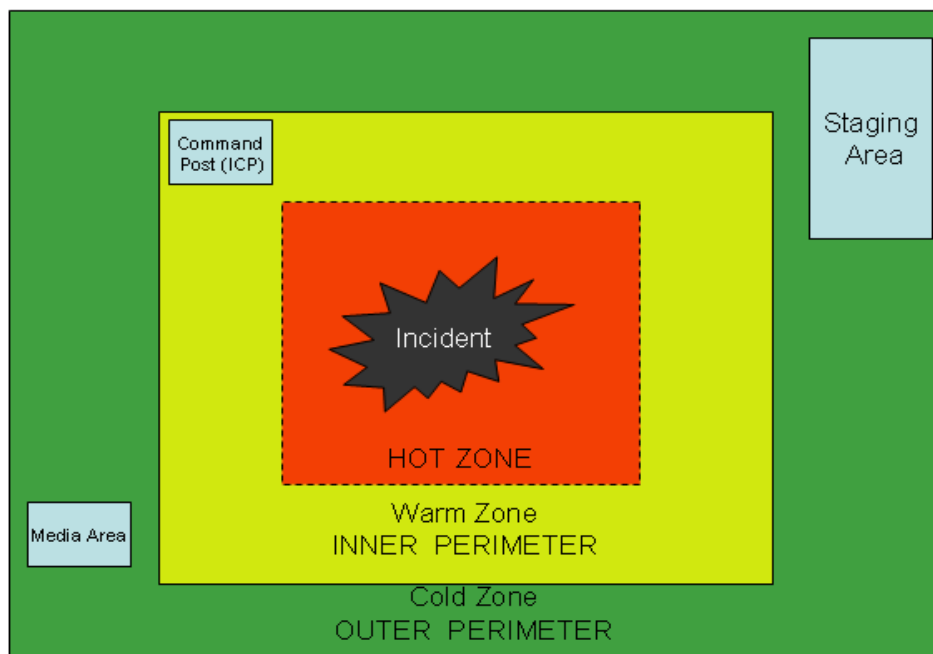 Staging
Area
Command
Post (ICP)
Incident
HOT ZONE
Media Area
Warm Zone
INNER PERIMETER
Cold Zone
OUTER PERIMETER